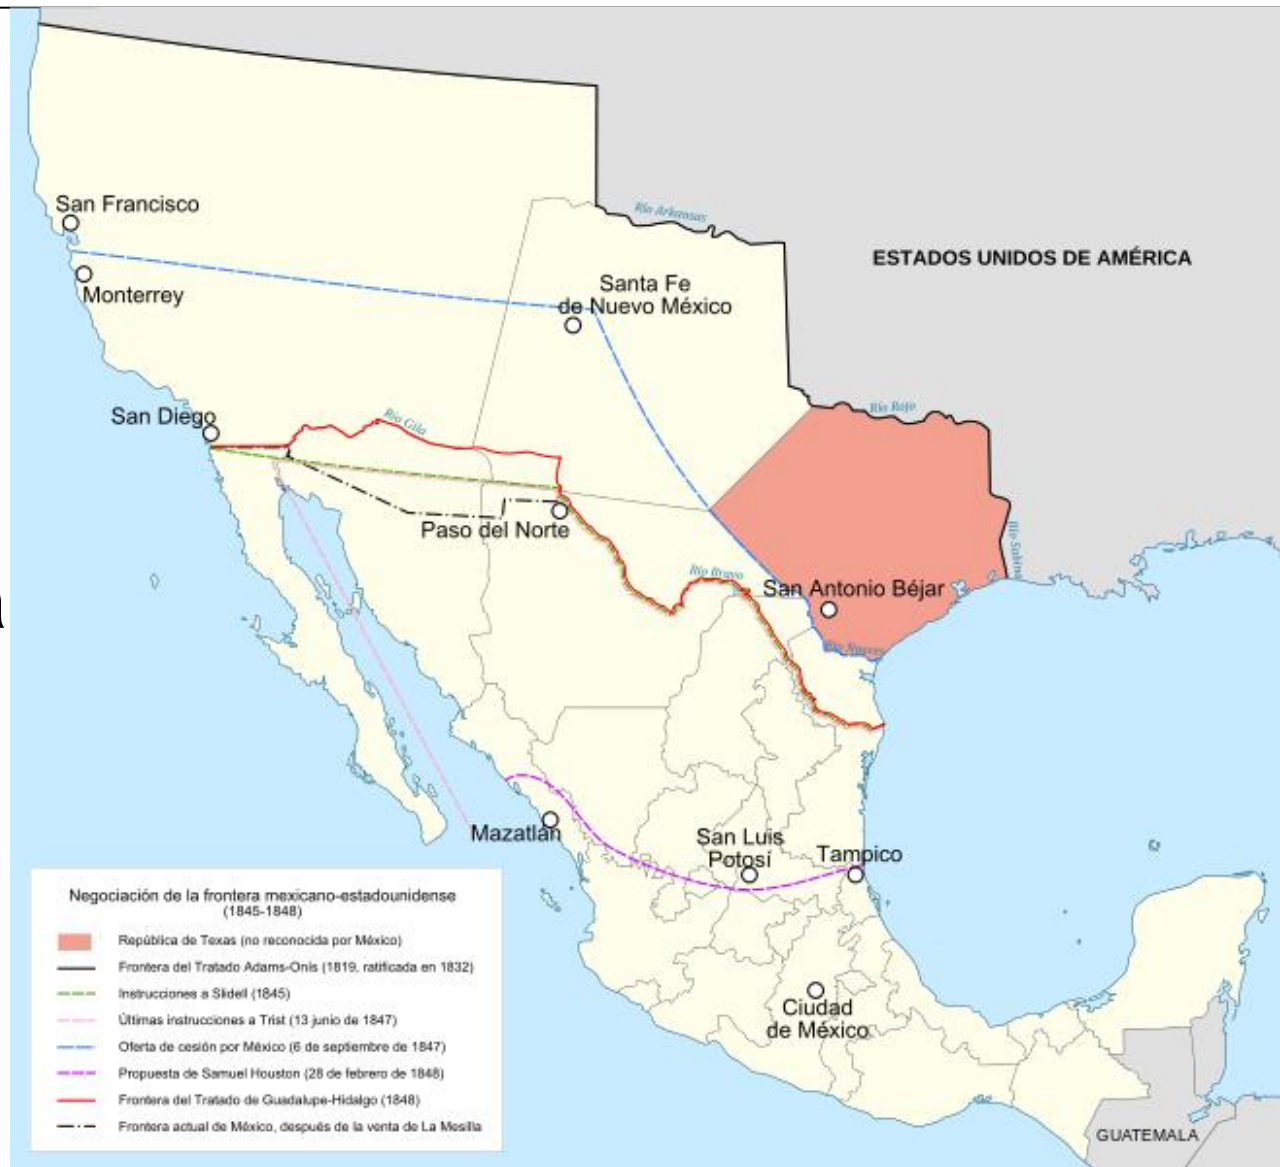 Río Arkansas
San Francisco
ESTADOS UNIDOS DE AMÉRICA
Santa Fe
de Nuevo México
Monterrey
San Diego
Río Gila
Río Rojo
Paso del Norte
Río Sabina
Río Bravo
San Antonio Béjar
Río Nueces
Mazatlán
San Luis
Potosí
Tampico
Ciudad
de México
GUATEMALA
Negociación de la frontera mexicano-estadounidense
(1845-1848)
República de Texas (no reconocida por México)
Frontera del Tratado Adams-Onís (1819, ratificada en 1832)
Instrucciones a Slidell (1845)
Últimas instrucciones a Trist (13 junio de 1847)
Oferta de cesión por México (6 de septiembre de 1847)
Propuesta de Samuel Houston (28 de febrero de 1848)
Frontera del Tratado de Guadalupe-Hidalgo (1848)
Frontera actual de México, después de la venta de La Mesilla